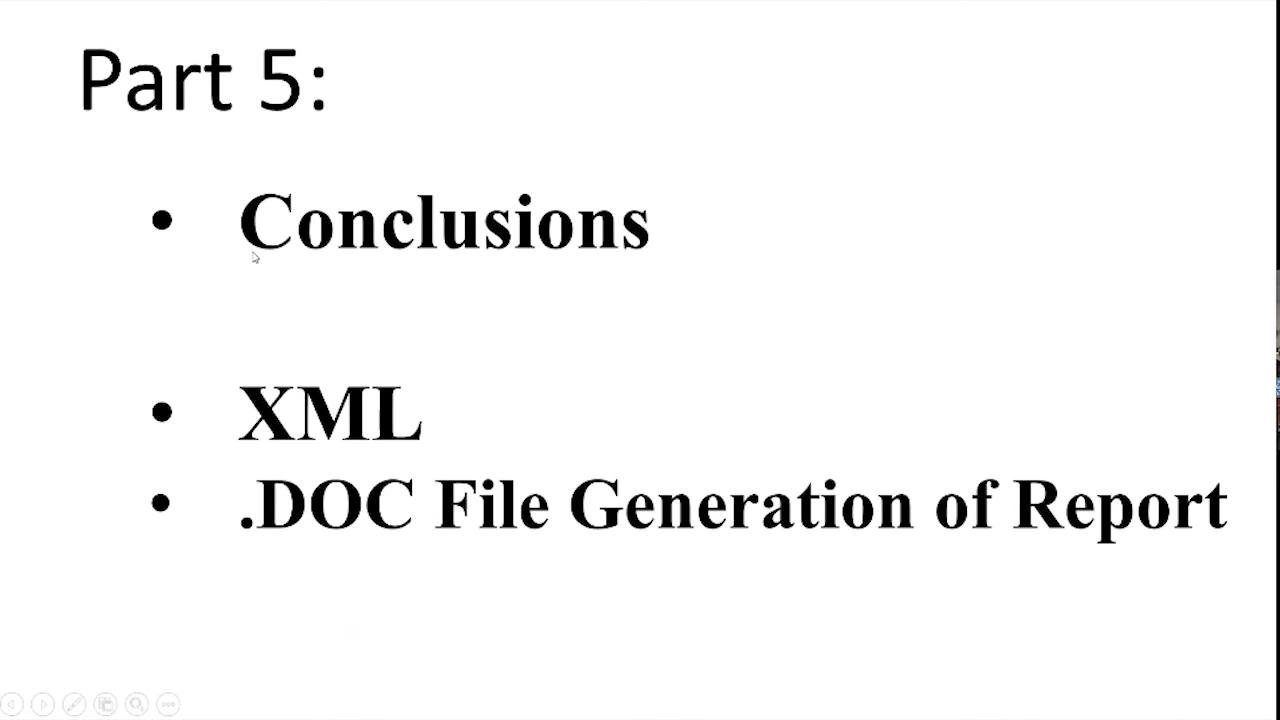 Part 5:
• Conclusions
• XML
• .DOC File Generation of Report